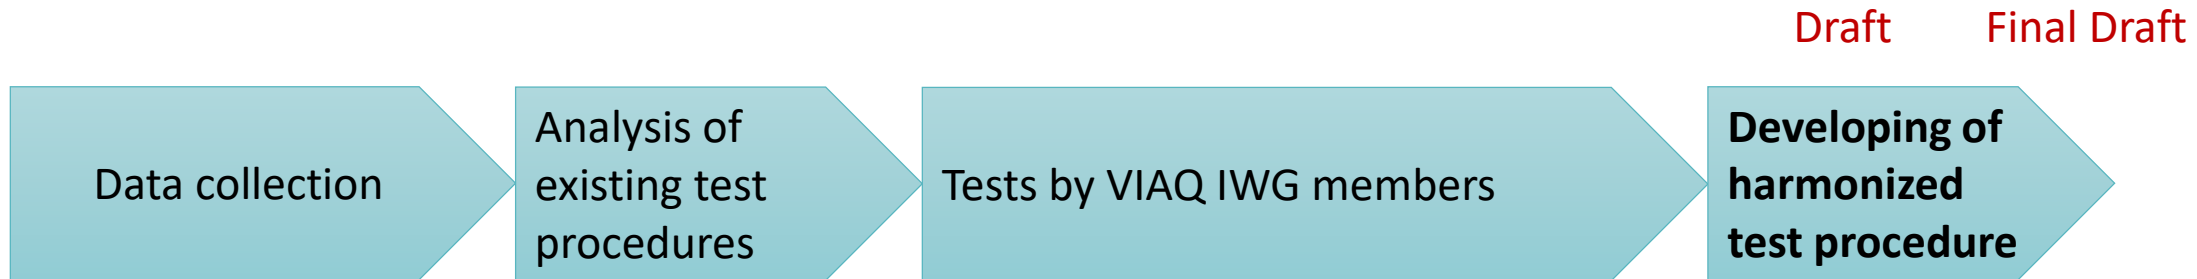 Draft Final Draft
Data collection
Analysis of
existing test
procedures
Tests by VIAQ IWG members
Developing of
harmonized
test procedure